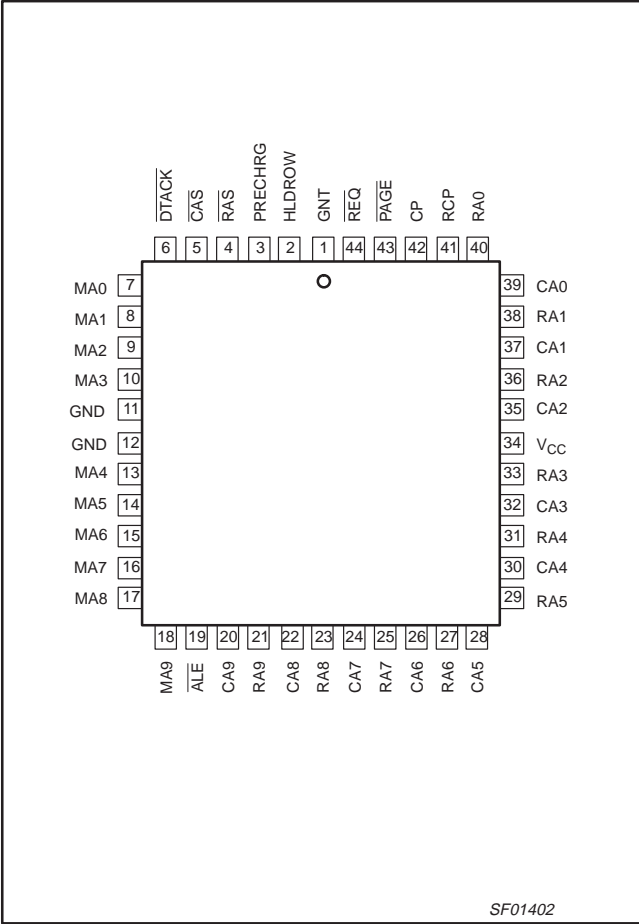 DTACK CAS RAS PRECHRG HLDROW GNT REQ PAGE CP RCP RA0
6 5 4 3 2 1 44 43 42 41 40
MA0 7 39 CA0
MA1 8 38 RA1
MA2 9 37 CA1
MA3 10 36 RA2
GND 11 35 CA2
GND 12 34 VCC
MA4 13 33 RA3
MA5 14 32 CA3
MA6 15 31 RA4
MA7 16 30 CA4
MA8 17 29 RA5
18 19 20 21 22 23 24 25 26 27 28
MA9 ALE CA9 RA9 CA8 RA8 CA7 RA7 CA6 RA6 CA5
SF01402